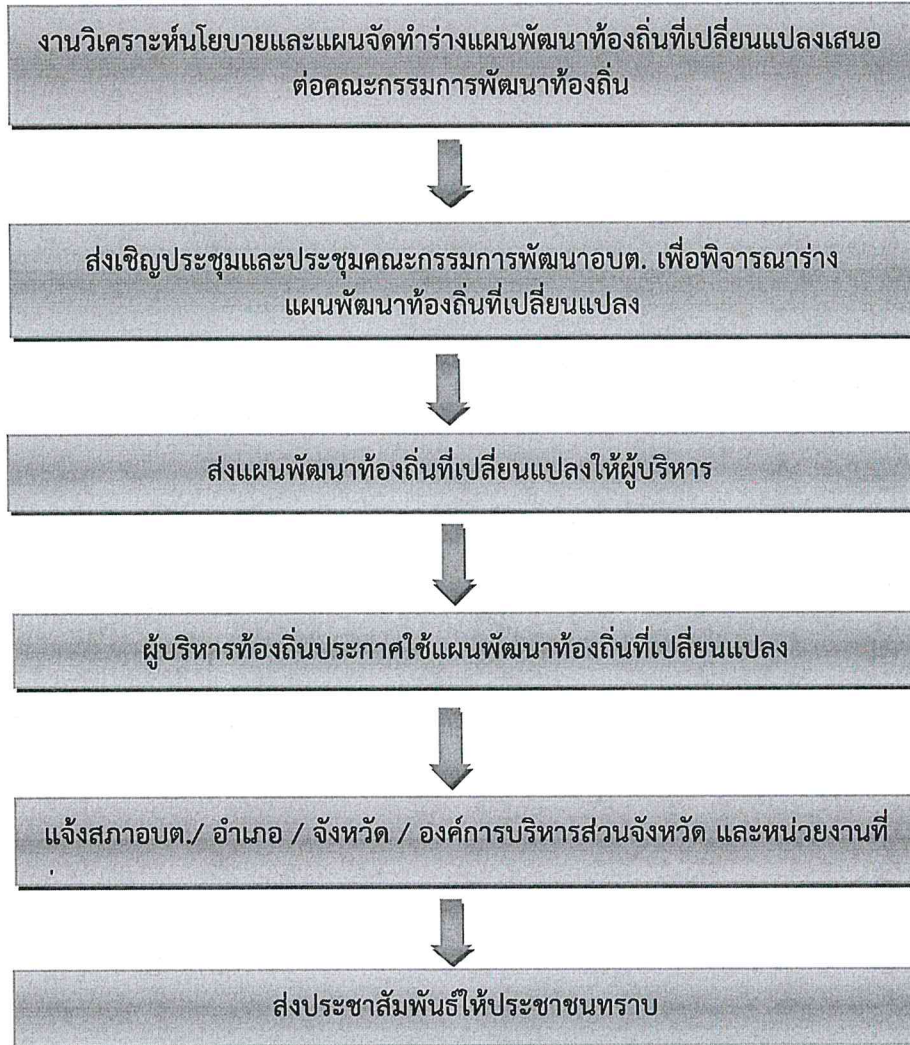 งานวิเคราะห์นโยบายและแผนจัดทำร่างแผนพัฒนาท้องถิ่นที่เปลี่ยนแปลงเสนอ
ต่อคณะกรรมการพัฒนาท้องถิ่น
ส่งเชิญประชุมและประชุมคณะกรรมการพัฒนาอบต. เพื่อพิจารณาร่าง
แผนพัฒนาท้องถิ่นที่เปลี่ยนแปลง
ส่งแผนพัฒนาท้องถิ่นที่เปลี่ยนแปลงให้ผู้บริหาร
ผู้บริหารท้องถิ่นประกาศใช้แผนพัฒนาท้องถิ่นที่เปลี่ยนแปลง
แจ้งสภาอบต./ อำเภอ / จังหวัด / องค์การบริหารส่วนจังหวัด และหน่วยงานที่
ส่งประชาสัมพันธ์ให้ประชาชนทราบ